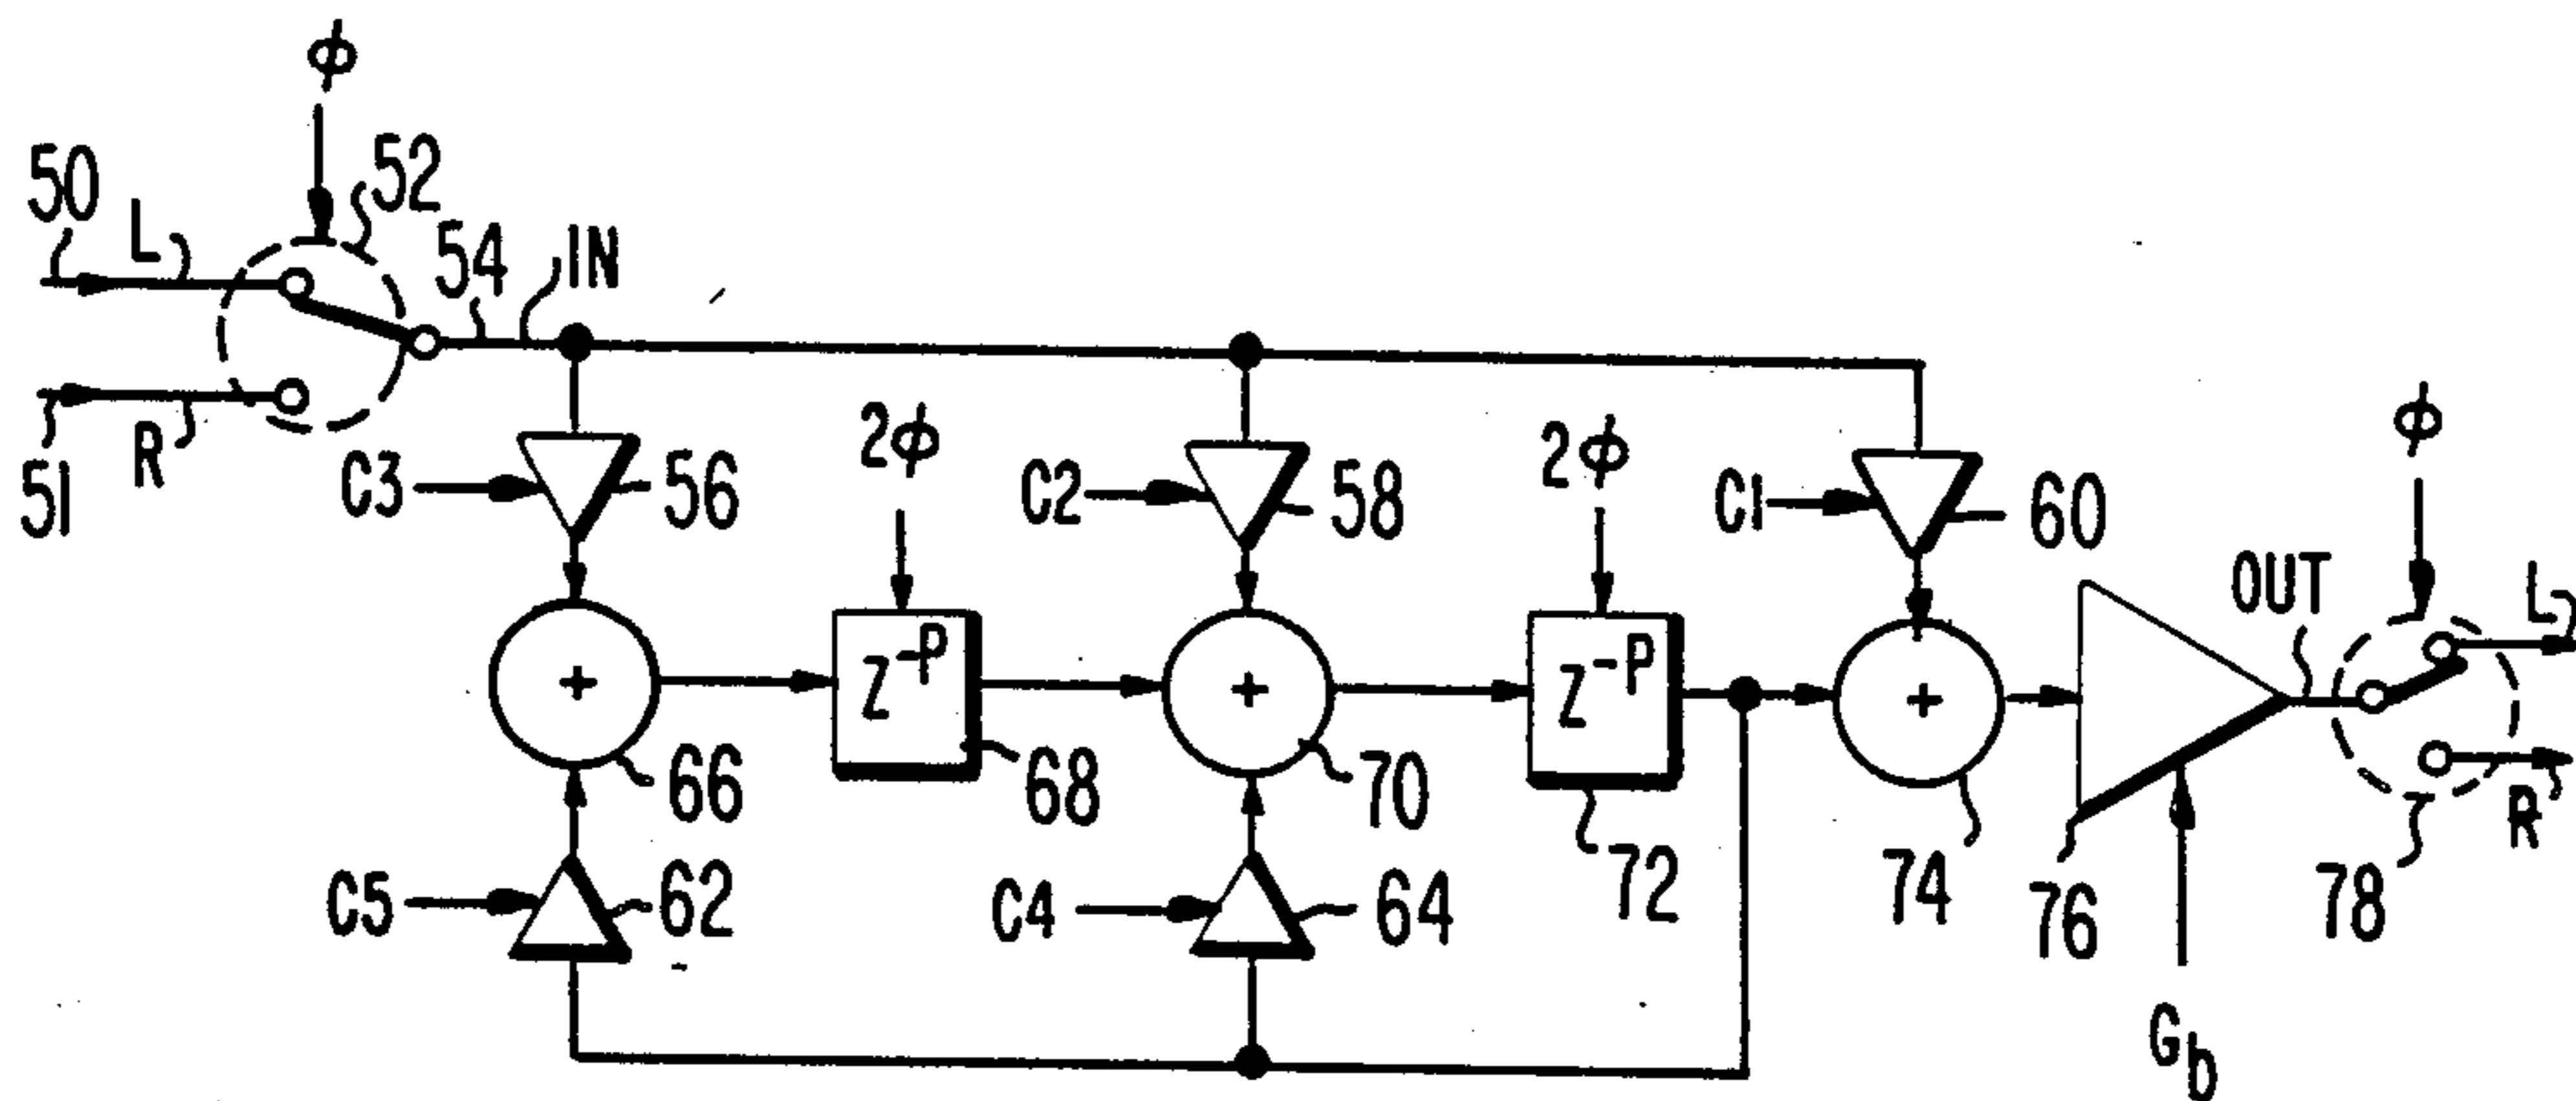 ϕ
50
L
52
54
IN
51
R
C3
56
2ϕ
C2
58
2ϕ
C1
60
ϕ
OUT
L
+
Z^-P
+
Z^-P
+
66
68
70
72
74
76
78
R
C5
62
C4
64
G_b